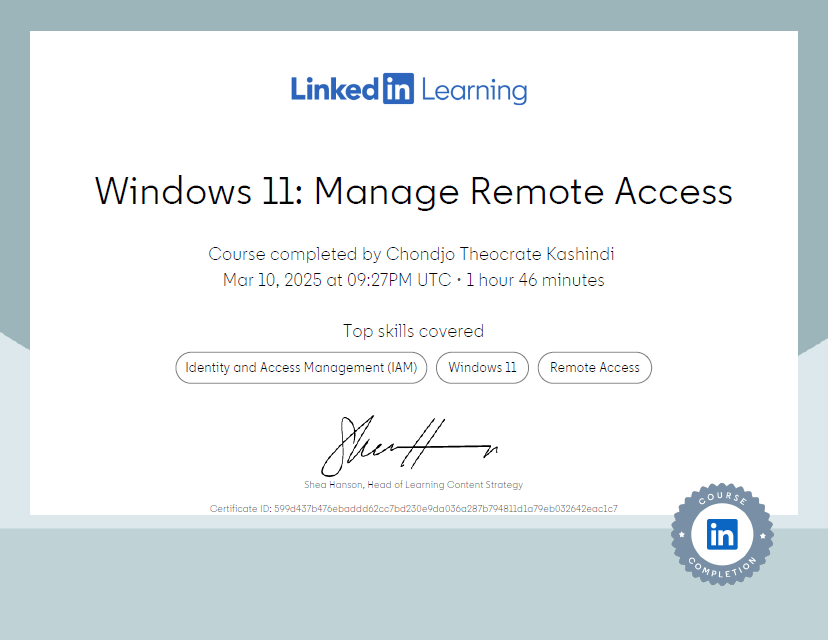 Linked in Learning
Windows 11: Manage Remote Access
Course completed by Chondjo Theocrate Kashindi
Mar 10, 2025 at 09:27PM UTC • 1 hour 46 minutes
Top skills covered
Identity and Access Management (IAM) Windows 11 Remote Access
Shea Hanson, Head of Learning Content Strategy
Certificate ID: 599d437b476ebaddd62cc7bd230e9da036a287b794811d1a79eb032642eac1c7
COURSE
in
COMPLETION